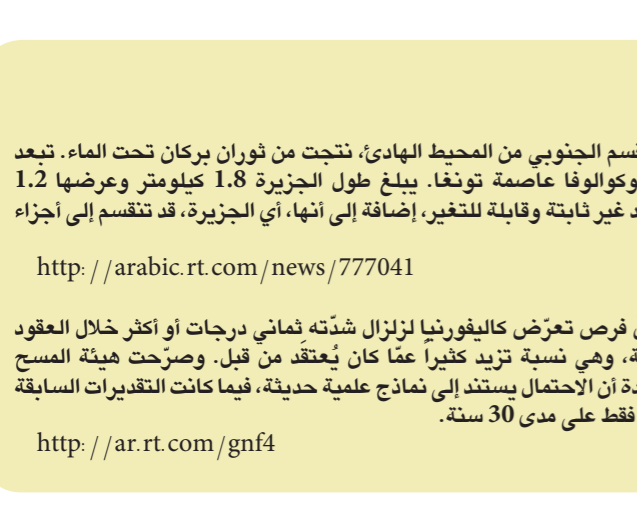 قسم الجنوبي من المحيط الهادئ، نتجت من ثوران بركان تحت الماء. تبعد
وكوالوفا عاصمة تونغا. يبلغ طول الجزيرة 1.8 كيلومتر وعرضها 1.2
د غير ثابتة وقابلة للتغير، إضافة إلى أنها، أي الجزيرة، قد تنقسم إلى أجزاء
http://arabic.rt.com/news/777041
فرص تعرّض كاليفورنيا لزلزال شدّته ثماني درجات أو أكثر خلال العقود
ة، وهي نسبة تزيد كثيراً عمّا كان يُعتقَد من قبل. وصرّحت هيئة المسح
دة أن الاحتمال يستند إلى نماذج علمية حديثة، فيما كانت التقديرات السابقة
فقط على مدى 30 سنة.
http://ar.rt.com/gnf4